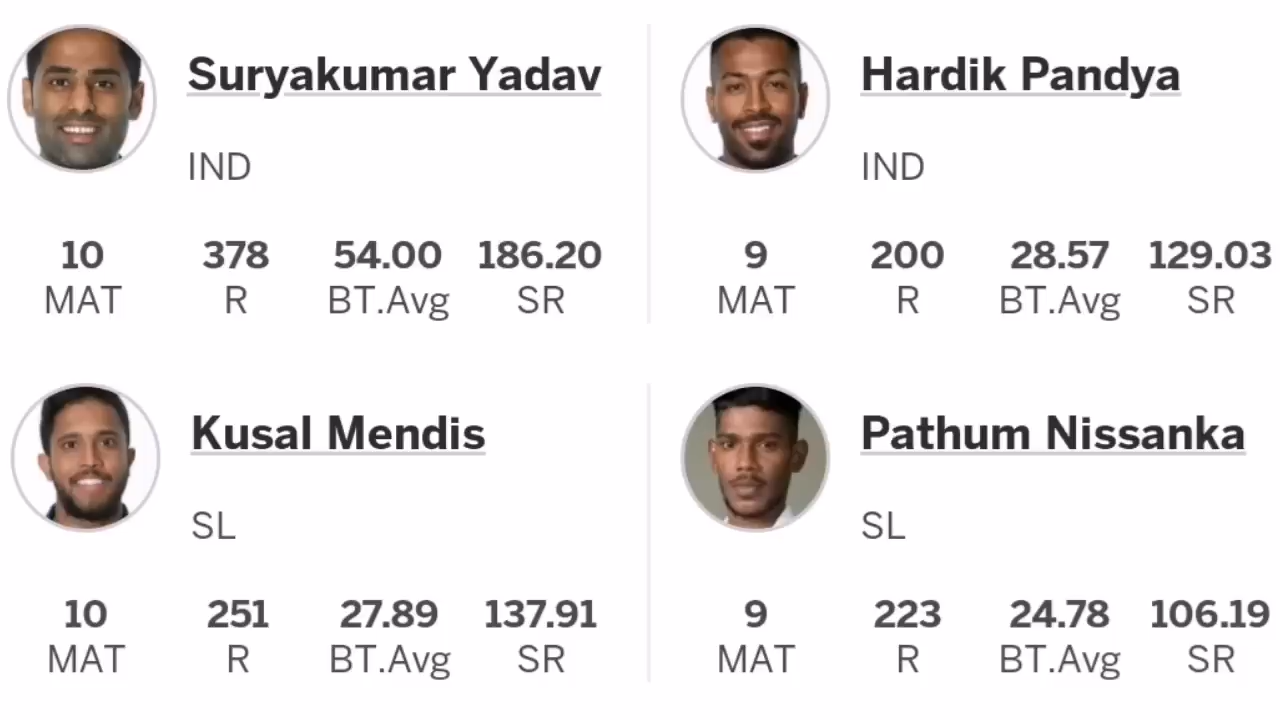 Suryakumar Yadav
IND
10 378 54.00 186.20
MAT R BT.Avg SR
Hardik Pandya
IND
9 200 28.57 129.03
MAT R BT.Avg SR
Kusal Mendis
SL
10 251 27.89 137.91
MAT R BT.Avg SR
Pathum Nissanka
SL
9 223 24.78 106.19
MAT R BT.Avg SR